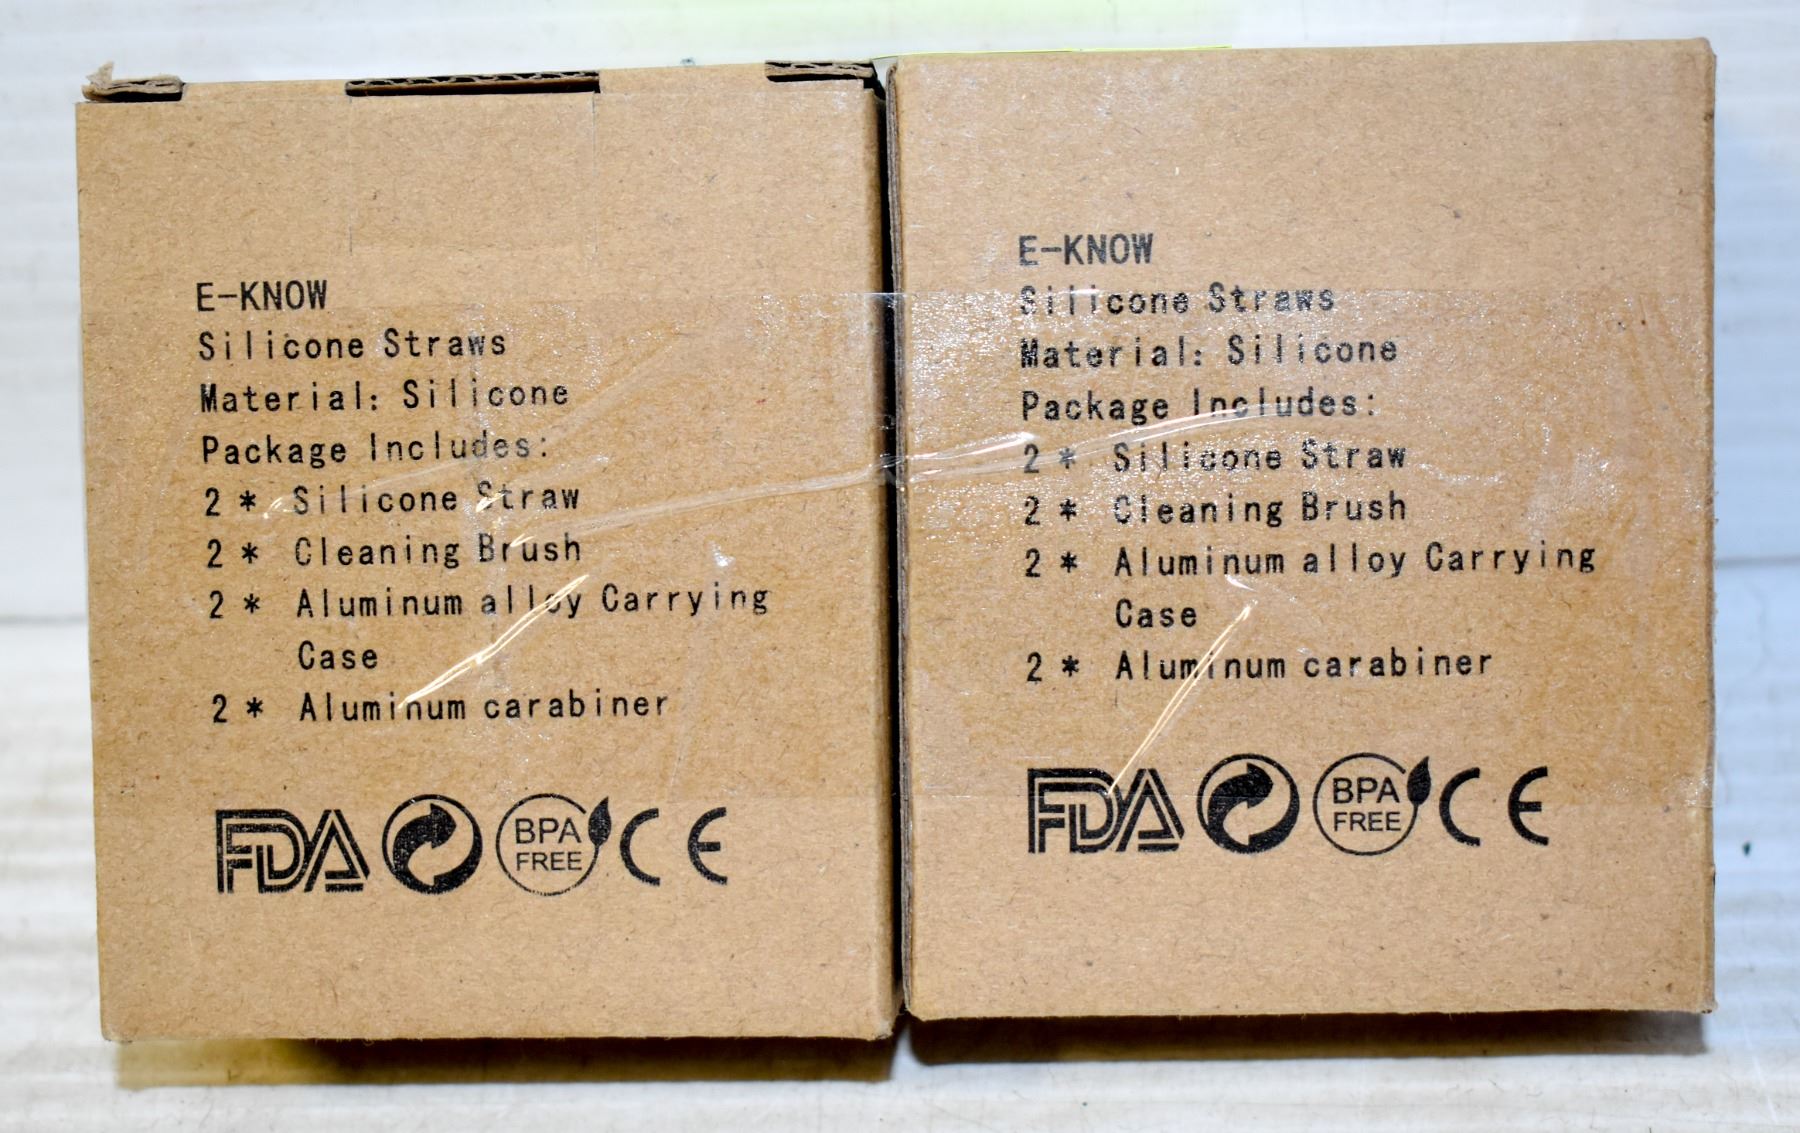 E-KNOW
Silicone Straws
Material: Silicone
Package Includes:
2 * Silicone Straw
2 * Cleaning Brush
2 * Aluminum alloy Carrying
Case
2 * Aluminum carabiner
FDA BPA FREE CE
E-KNOW
Silicone Straws
Material: Silicone
Package Includes:
2 * Silicone Straw
2 * Cleaning Brush
2 * Aluminum alloy Carrying
Case
2 * Aluminum carabiner
FDA BPA FREE CE